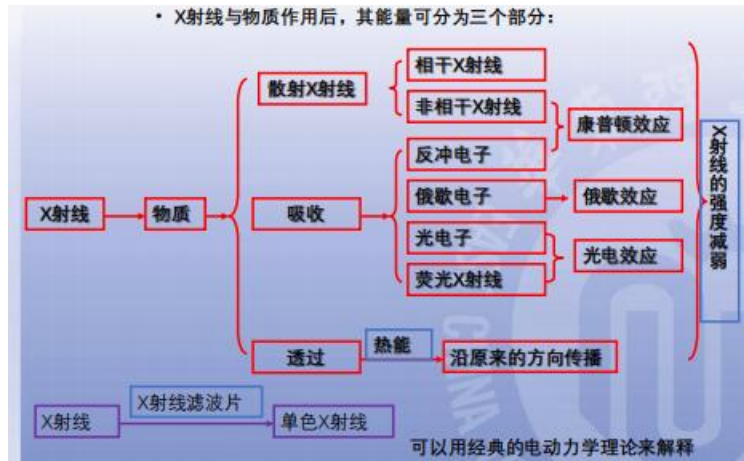 • X射线与物质作用后，其能量可分为三个部分：
相干X射线
散射X射线
非相干X射线
康普顿效应
反冲电子
X射线
物质
吸收
俄歇电子
俄歇效应
光电子
光电效应
荧光X射线
X射线的强度减弱
热能
透过
沿原来的方向传播
X射线滤波片
X射线
单色X射线
可以用经典的电动力学理论来解释
CHINA